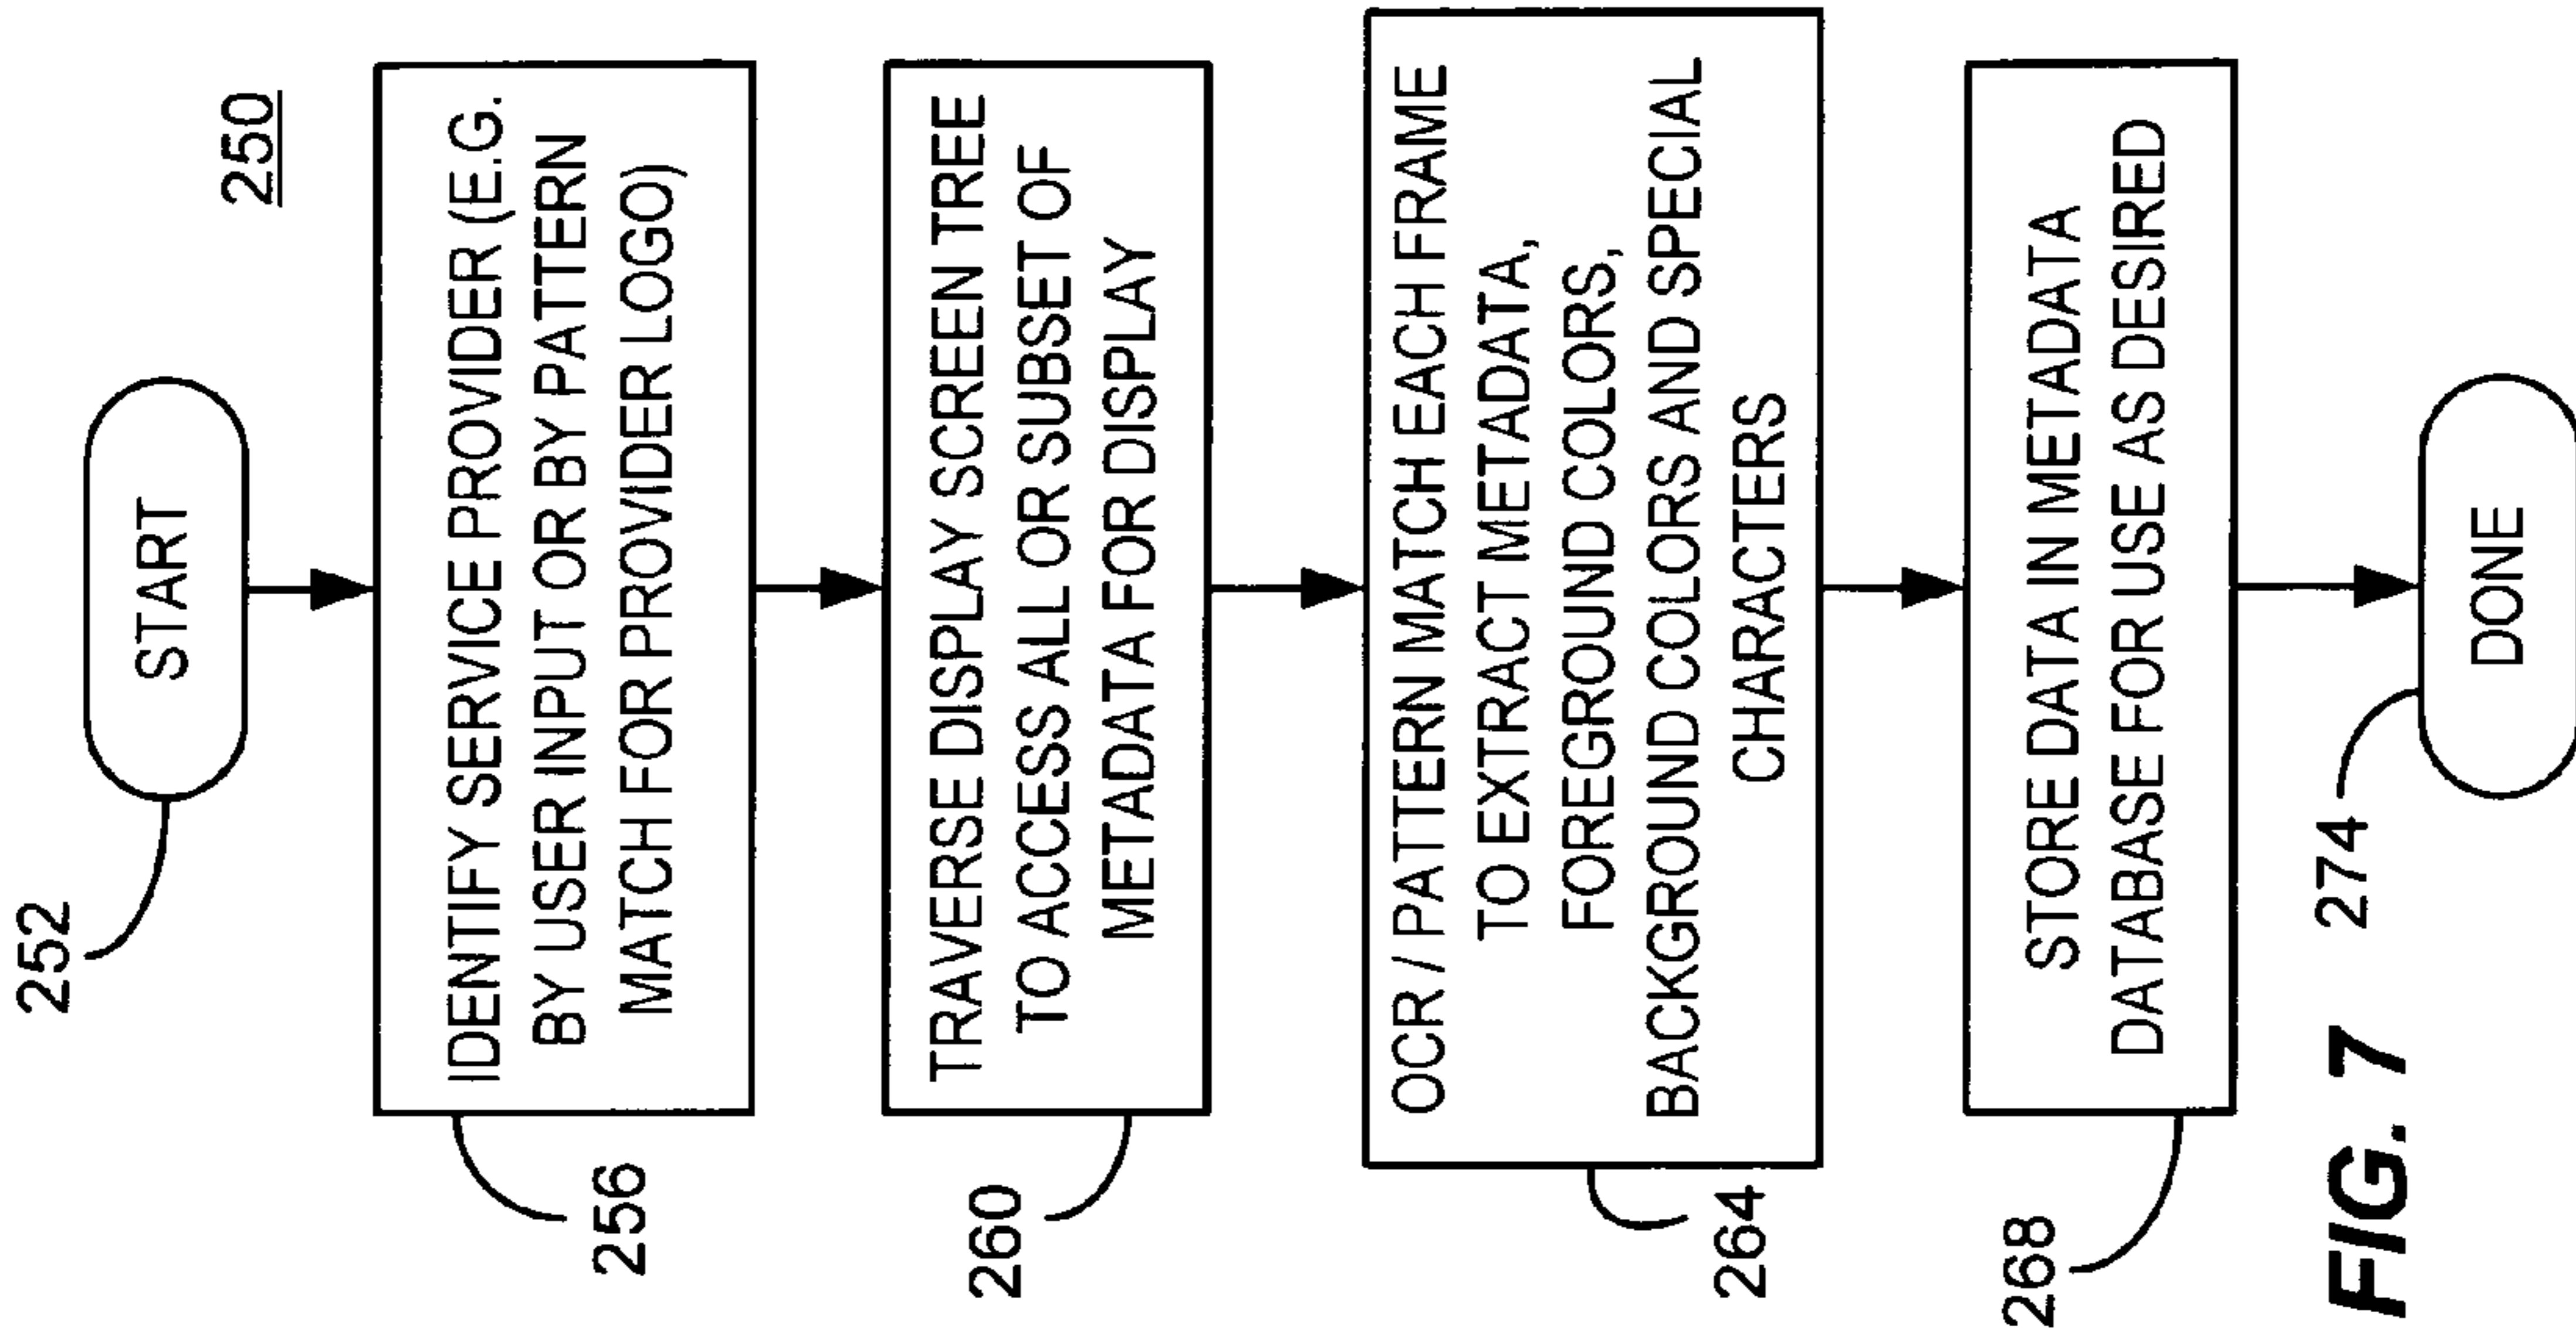 250
252
START
256
IDENTIFY SERVICE PROVIDER (E.G.
BY USER INPUT OR BY PATTERN
MATCH FOR PROVIDER LOGO)
260
TRAVERSE DISPLAY SCREEN TREE
TO ACCESS ALL OR SUBSET OF
METADATA FOR DISPLAY
264
OCR / PATTERN MATCH EACH FRAME
TO EXTRACT METADATA,
FOREGROUND COLORS,
BACKGROUND COLORS AND SPECIAL
CHARACTERS
268
STORE DATA IN METADATA
DATABASE FOR USE AS DESIRED
274
DONE
FIG. 7